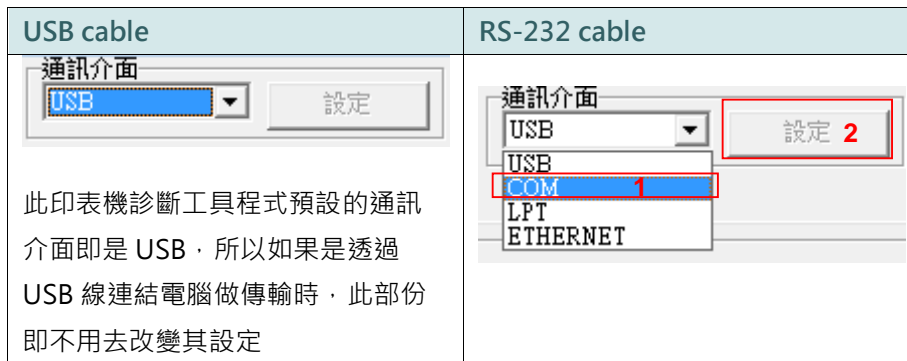 USB cable
通訊介面
USB
設定
此印表機診斷工具程式預設的通訊
介面即是 USB，所以如果是透過
USB 線連結電腦做傳輸時，此部份
即不用去改變其設定
RS-232 cable
通訊介面
USB
設定 2
USB
COM 1
LPT
ETHERNET